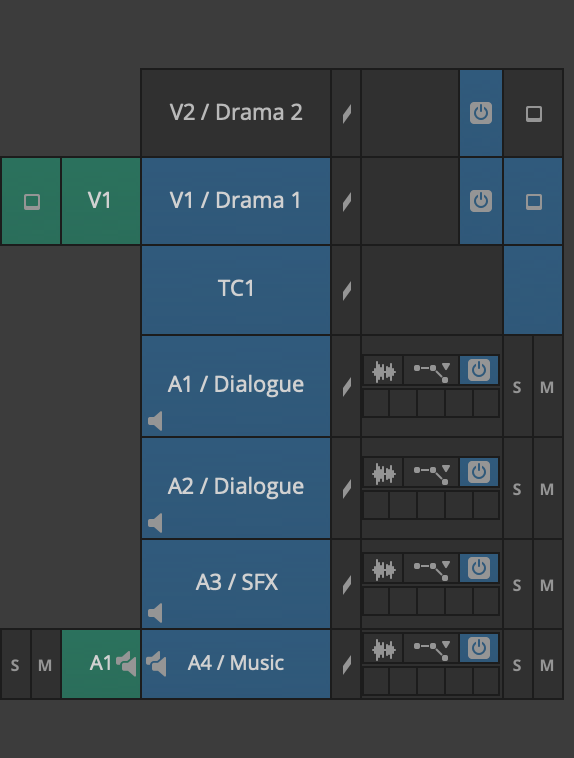 V2 / Drama 2
V1 V1 / Drama 1
TC1
A1 / Dialogue S M
A2 / Dialogue S M
A3 / SFX S M
S M A1 A4 / Music S M